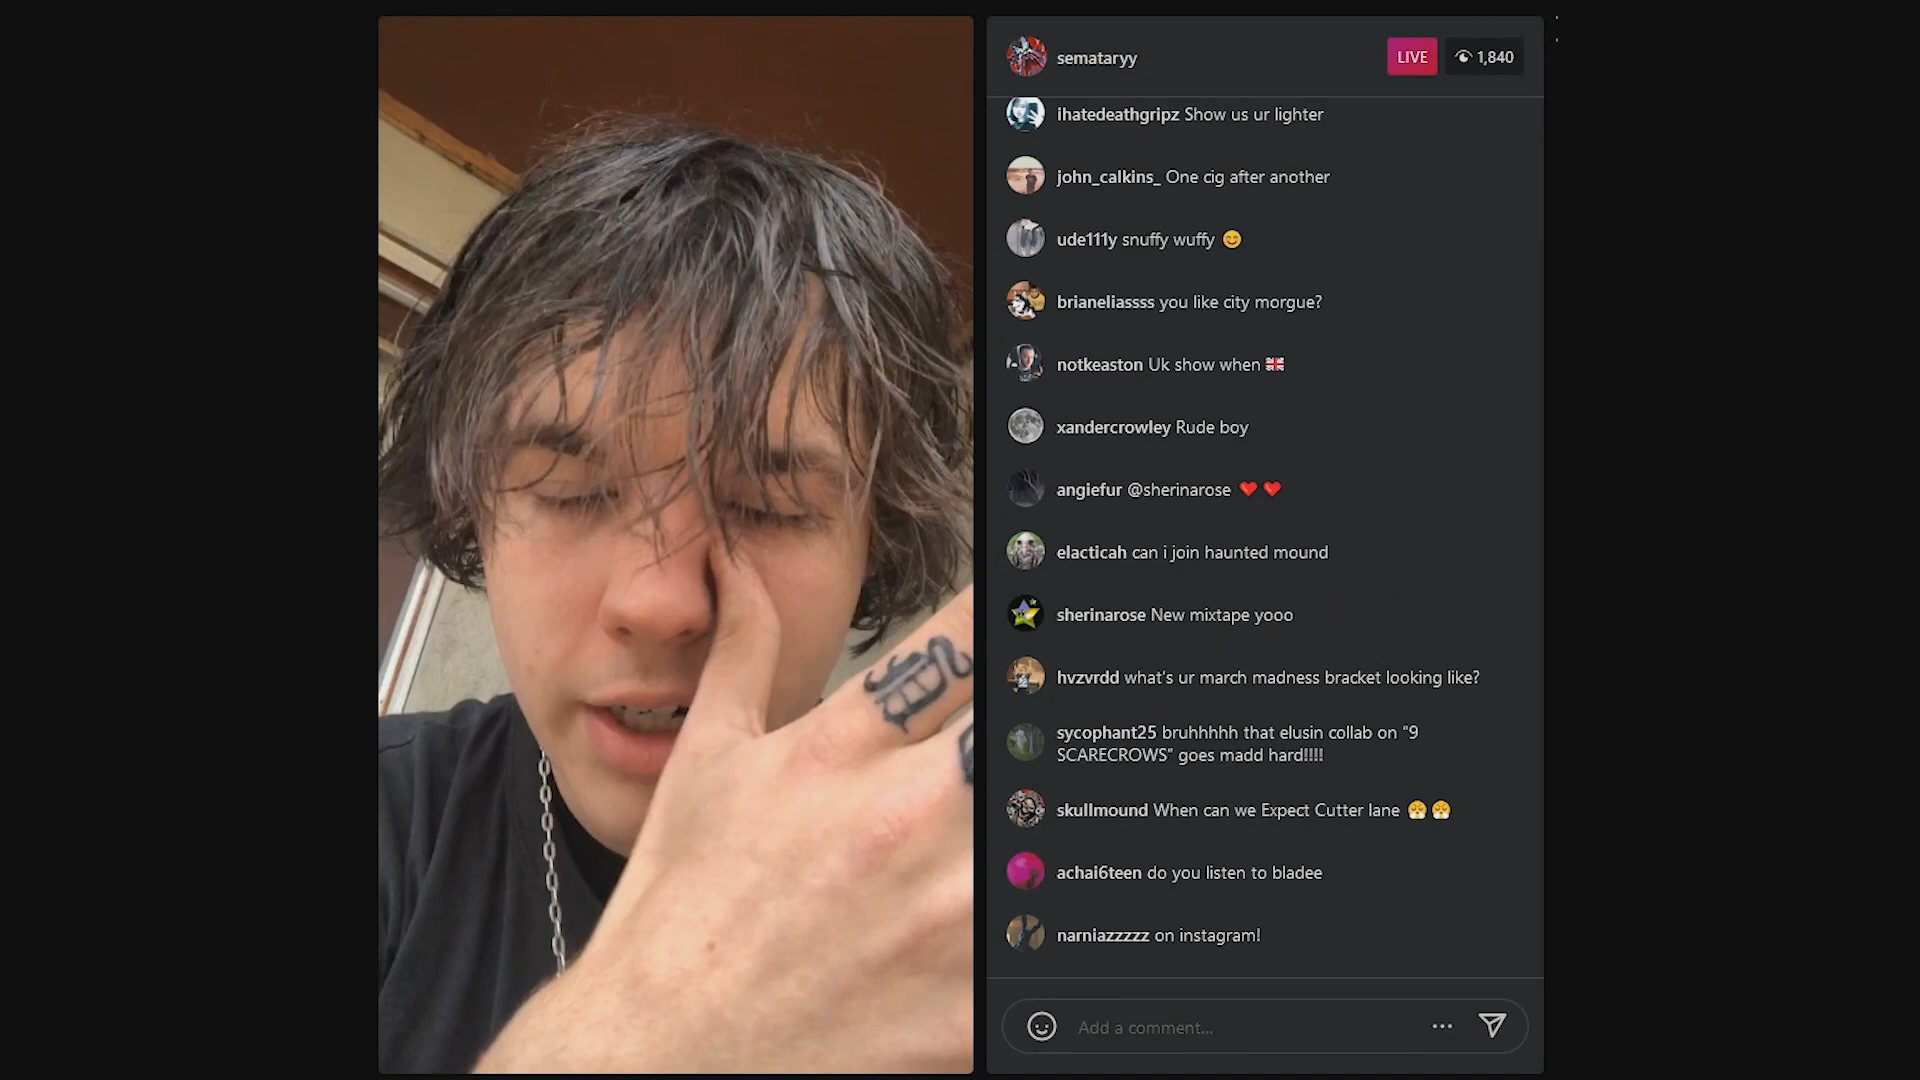 semataryy
LIVE
1,840
ihatedeathgripz Show us ur lighter
john_calkins_ One cig after another
ude111y snuffy wuffy 😊
brianeliassss you like city morgue?
notkeaston Uk show when 🇬🇧
xandercrowley Rude boy
angiefur @sherinarose ❤️ ❤️
elacticah can i join haunted mound
sherinarose New mixtape yooo
hvzvrdd what's ur march madness bracket looking like?
sycophant25 bruhhhhh that elusin collab on "9
SCARECROWS" goes madd hard!!!!
skullmound When can we Expect Cutter lane 😤😤
achai6teen do you listen to bladee
narniazzzzz on instagram!
Add a comment...